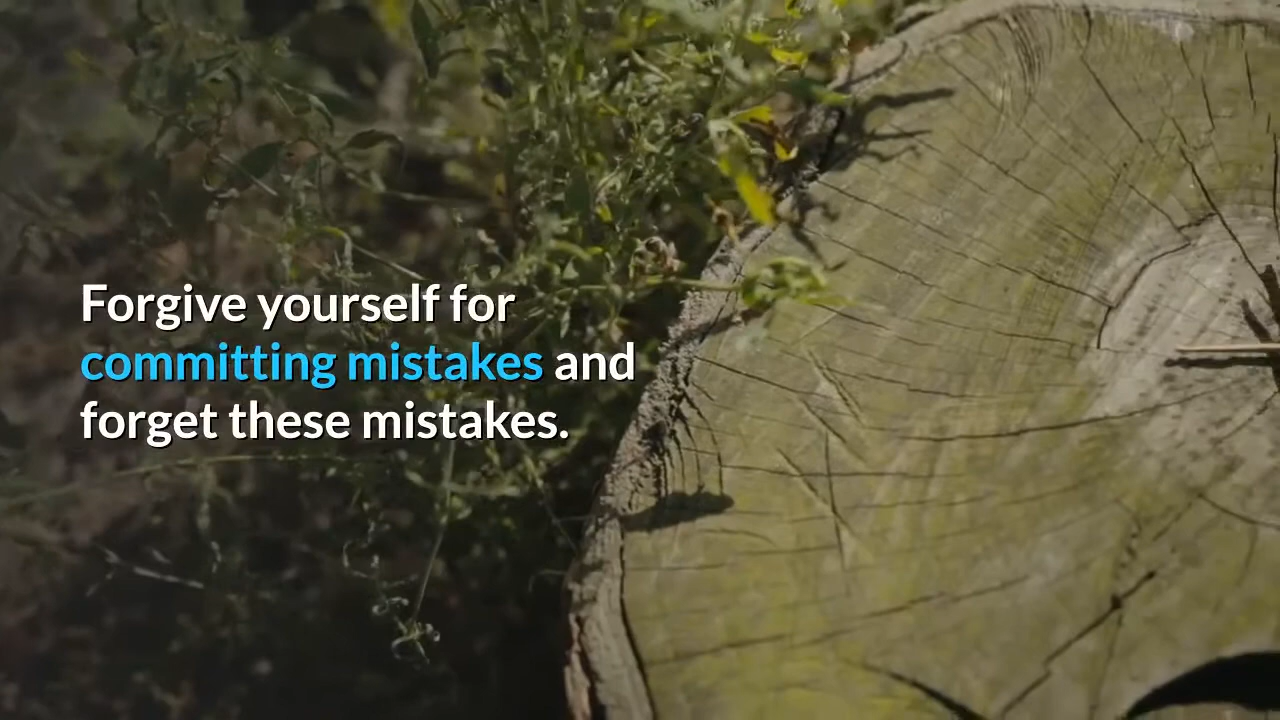 Forgive yourself for
committing mistakes and
forget these mistakes.